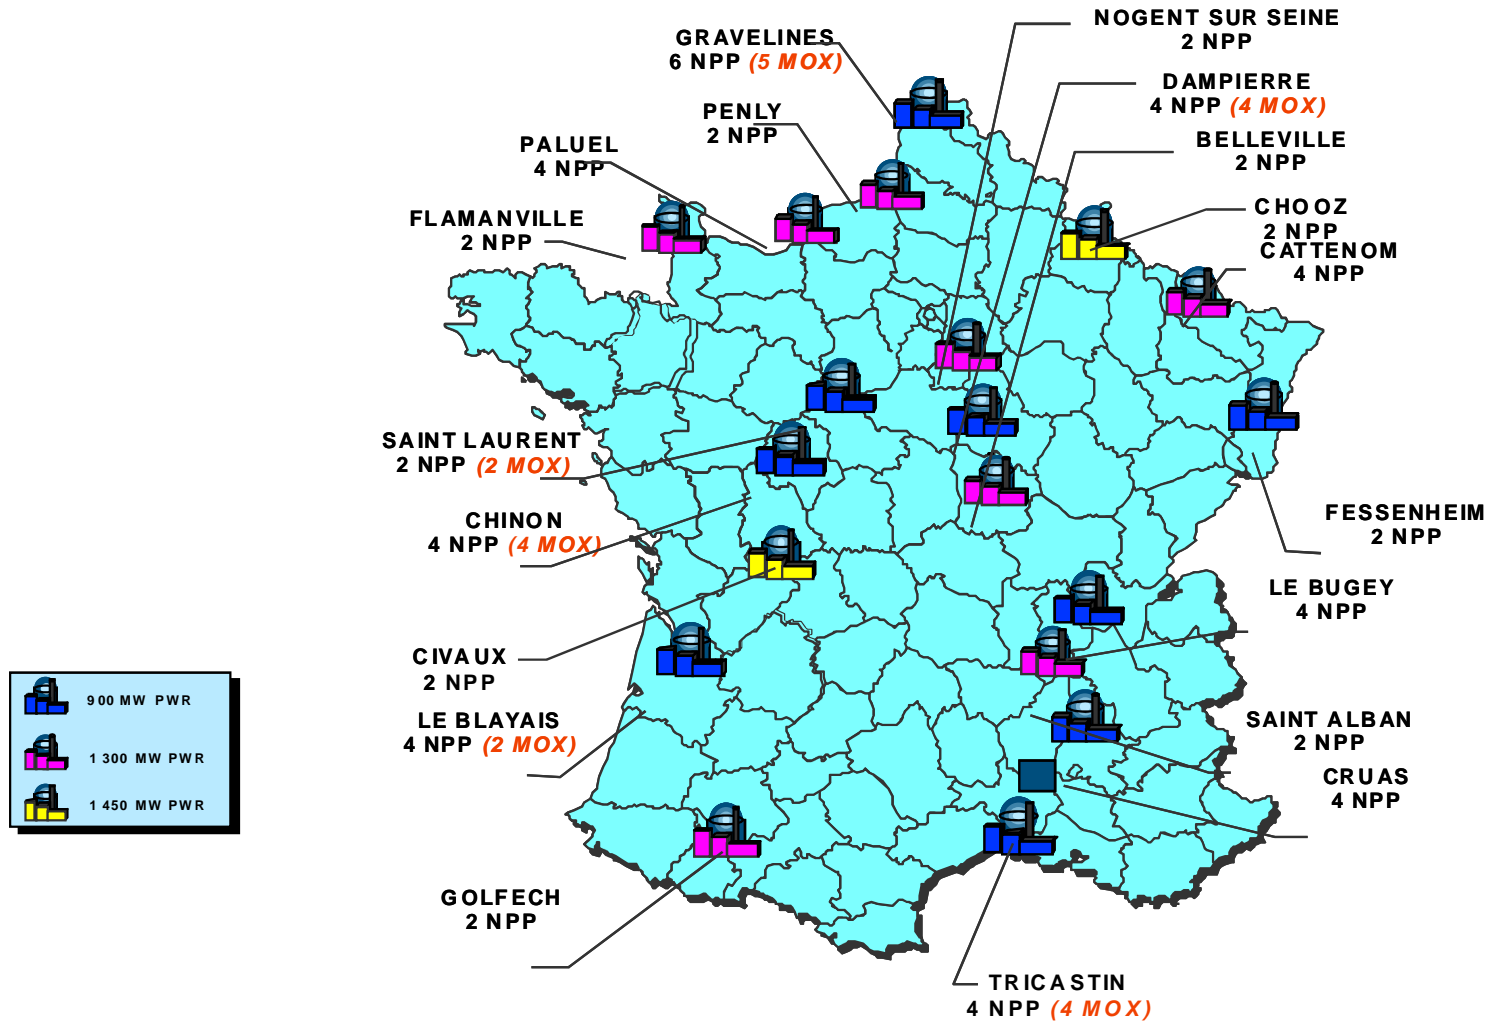 NOGENT SUR SEINE
2 NPP
GRAVELINES
6 NPP (5 MOX)
DAMPIERRE
4 NPP (4 MOX)
PENLY
2 NPP
BELLEVILLE
2 NPP
PALUEL
4 NPP
CHOOZ
2 NPP
FLAMANVILLE
2 NPP
CATTENOM
4 NPP
SAINT LAURENT
2 NPP (2 MOX)
CHINON
4 NPP (4 MOX)
FESSENHEIM
2 NPP
LE BUGEY
4 NPP
CIVAUX
2 NPP
LE BLAYAIS
4 NPP (2 MOX)
SAINT ALBAN
2 NPP
CRUAS
4 NPP
900 MW PWR
1 300 MW PWR
1 450 MW PWR
GOLFECH
2 NPP
TRICASTIN
4 NPP (4 MOX)